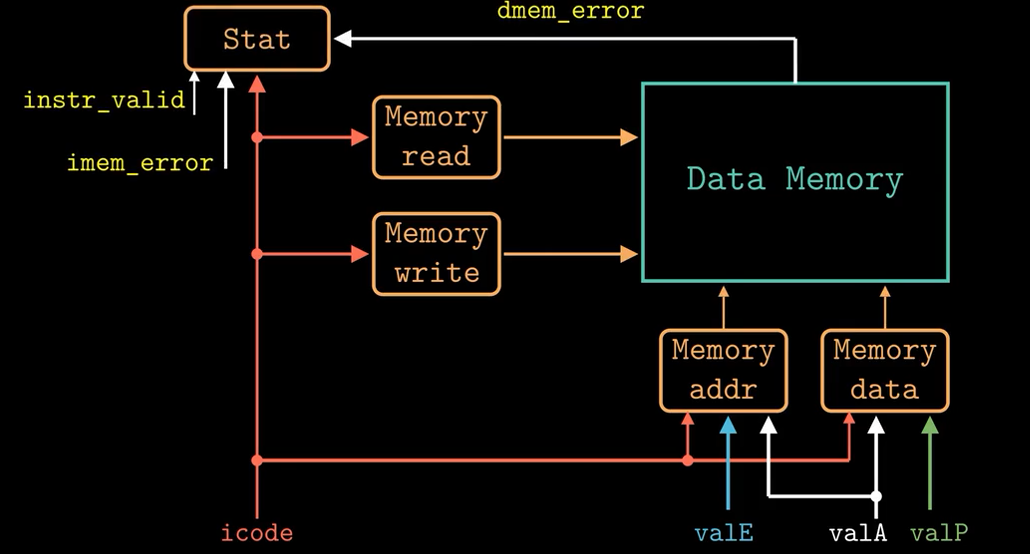 dmem_error
Stat
instr_valid
imem_error
Memory
read
Data Memory
Memory
write
Memory
addr
Memory
data
icode
valE
valA
valP